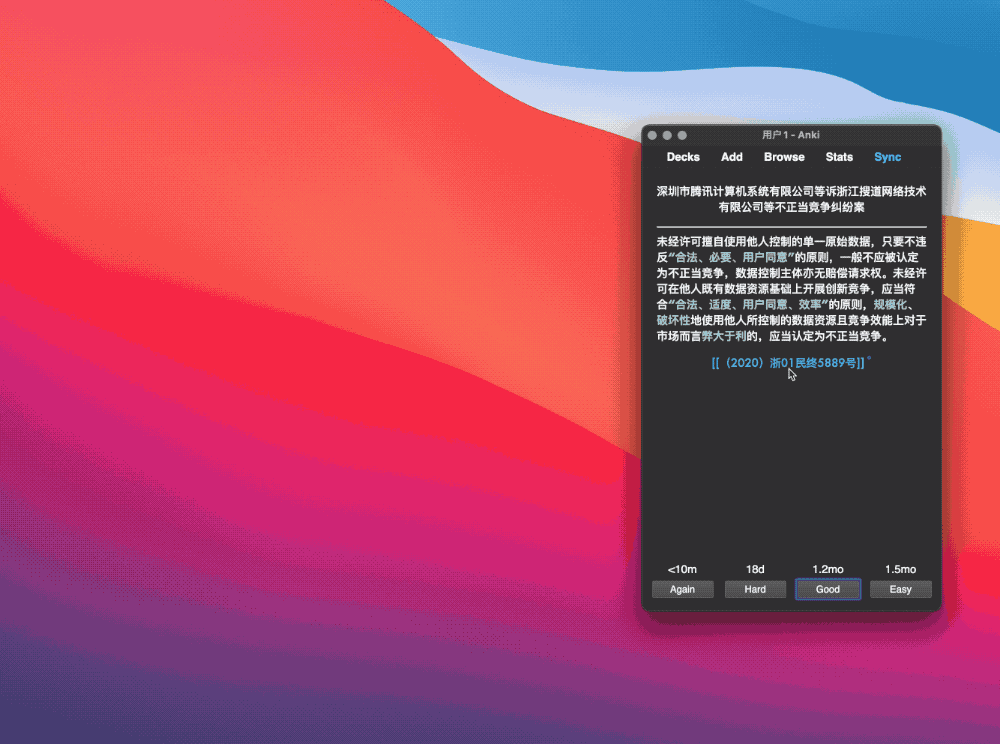 用户 1 - Anki
Decks Add Browse Stats Sync
深圳市腾讯计算机系统有限公司等诉浙江搜道网络技术
有限公司等不正当竞争纠纷案
未经许可擅自使用他人控制的单一原始数据，只要不违
反“合法、必要、用户同意”的原则，一般不应被认定
为不正当竞争，数据控制主体亦无赔偿请求权。未经许
可在他人既有数据资源基础上开展创新竞争，应当符
合“合法、适度、用户同意、效率”的原则，规模化、
破坏性地使用他人所控制的数据资源且竞争效能上对于
市场而言弊大于利的，应当认定为不正当竞争。
[[（2020）浙01民终5889号]]°
<10m 18d 1.2mo 1.5mo
Again Hard Good Easy